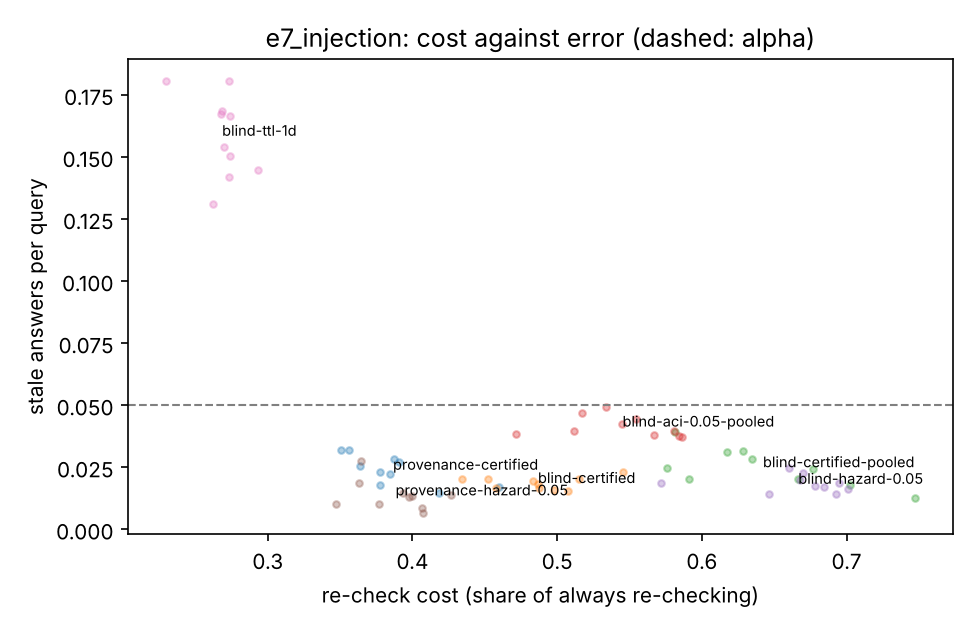 e7_injection: cost against error (dashed: alpha)
stale answers per query
0.175
0.150
0.125
0.100
0.075
0.050
0.025
0.000
blind-ttl-1d
blind-aci-0.05-pooled
provenance-certified
blind-certified-pooled
blind-certified
blind-hazard-0.05
provenance-hazard-0.05
0.3
0.4
0.5
0.6
0.7
re-check cost (share of always re-checking)